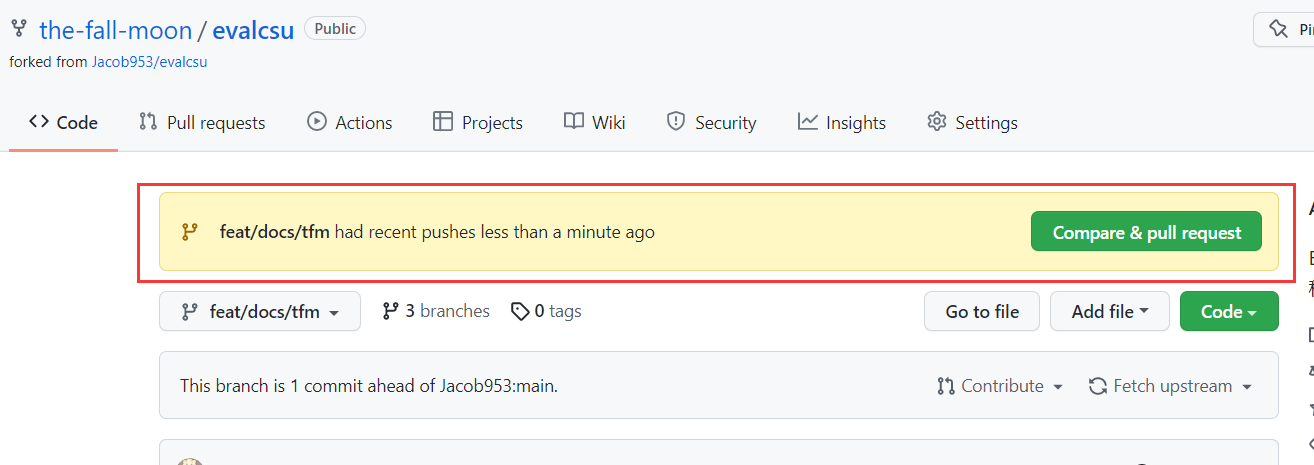 the-fall-moon / evalcsu Public
forked from Jacob953/evalcsu
Code Pull requests Actions Projects Wiki Security Insights Settings
feat/docs/tfm had recent pushes less than a minute ago Compare & pull request
feat/docs/tfm 3 branches 0 tags Go to file Add file Code
This branch is 1 commit ahead of Jacob953:main. Contribute Fetch upstream